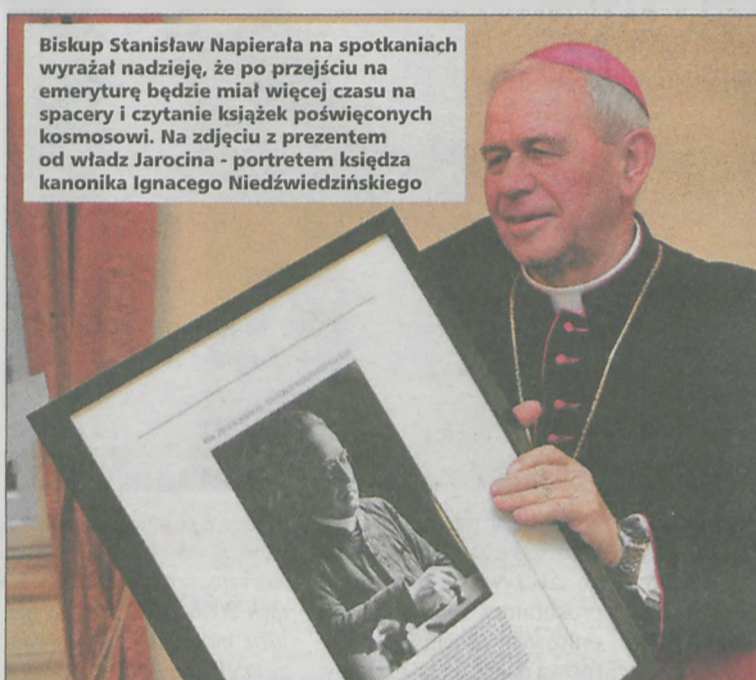 Biskup Stanisław Napierała na spotkaniach
wyrażał nadzieję, że po przejściu na
emeryturę będzie miał więcej czasu na
spacery i czytanie książek poświęconych
kosmosowi. Na zdjęciu z prezentem
od władz Jarocina - portretem księdza
kanonika Ignacego Niedźwiedzińskiego